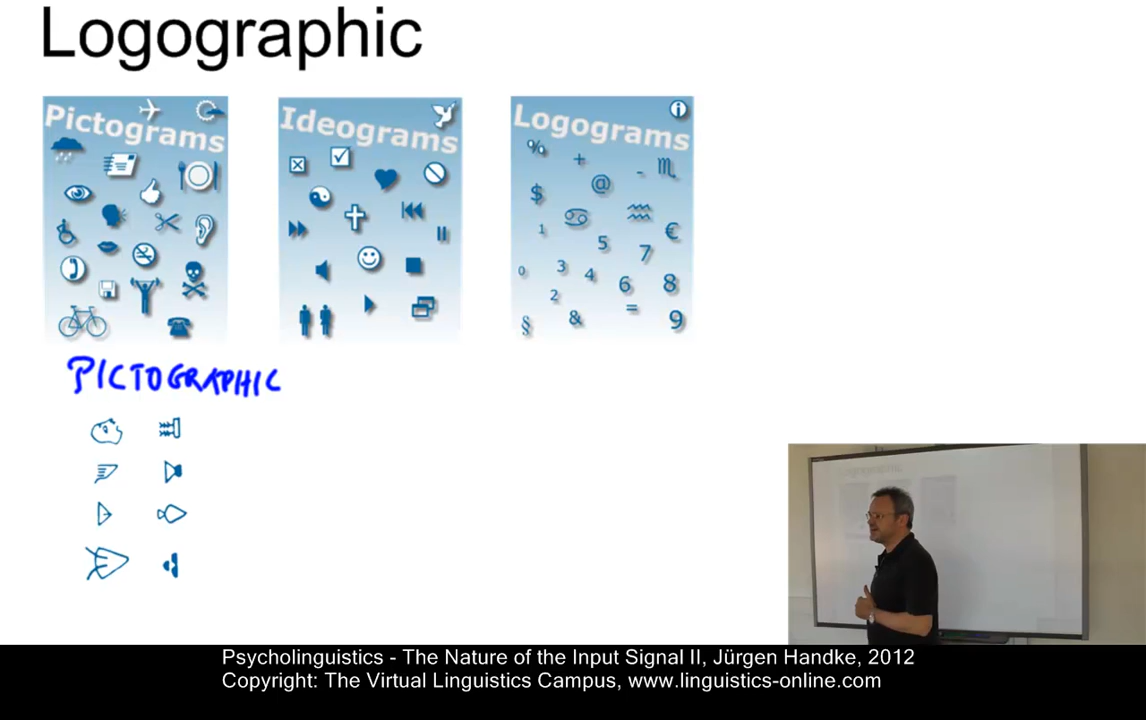 Logographic
Pictograms
Ideograms
Logograms
% + - ♏
$ @
♋ ♒ €
1 5 7
0 3 4 6 8
2 =
§ & 9
PICTOGRAPHIC
Psycholinguistics - The Nature of the Input Signal II, Jürgen Handke, 2012
Copyright: The Virtual Linguistics Campus, www.linguistics-online.com